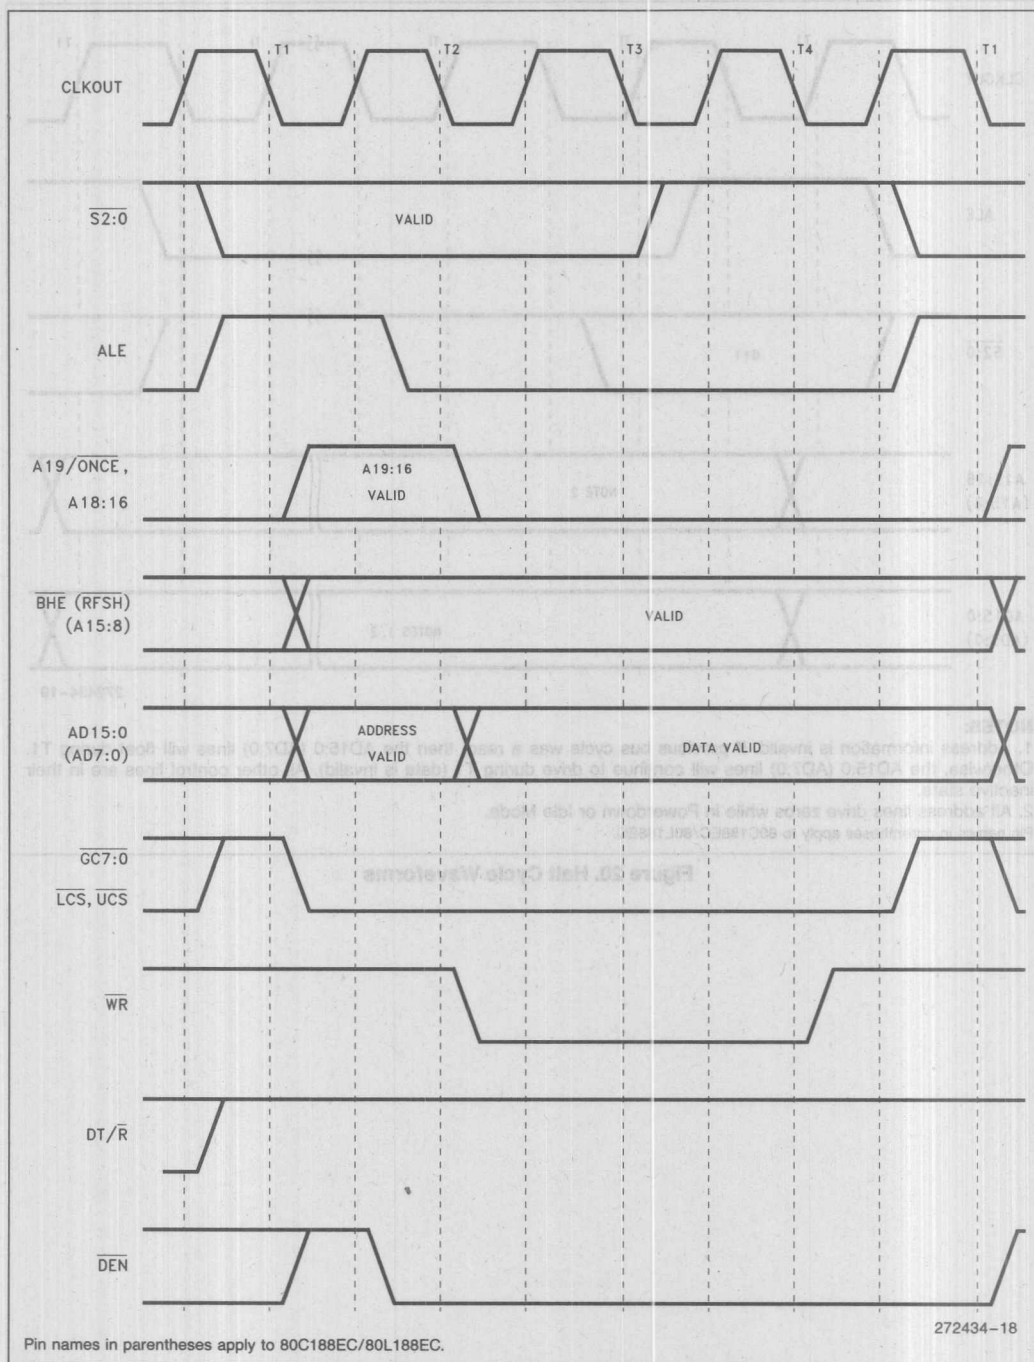 T1 T2 T3 T4 T1
CLKOUT
S2:0
VALID
ALE
A19/ONCE,
A18:16
A19:16
VALID
BHE (RFSH)
(A15:8)
VALID
AD15:0
(AD7:0)
ADDRESS
VALID
DATA VALID
GC7:0
LCS, UCS
WR
DT/R
DEN
272434-18
Pin names in parentheses apply to 80C188EC/80L188EC.